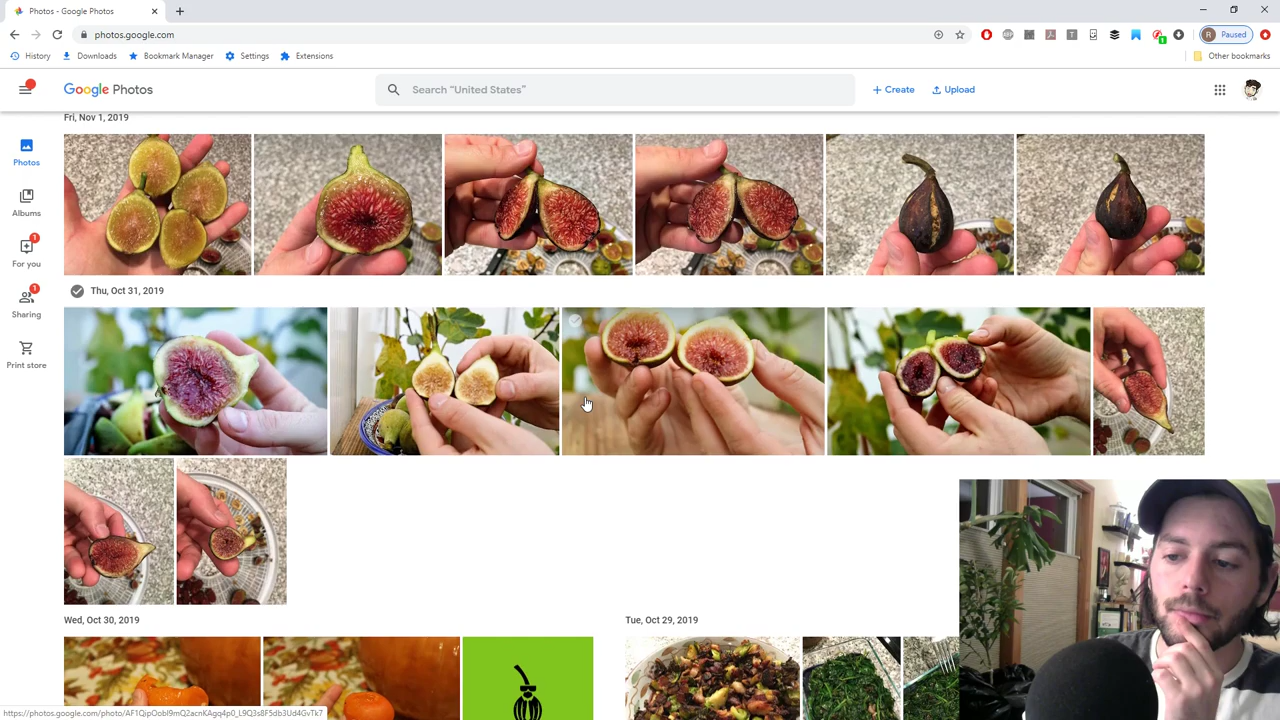 Photos - Google Photos
photos.google.com
Paused
History
Downloads
Bookmark Manager
Settings
Extensions
Other bookmarks
Google Photos
Search “United States”
Create
Upload
Fri, Nov 1, 2019
Photos
Albums
1
For you
1
Sharing
Print store
Thu, Oct 31, 2019
Wed, Oct 30, 2019
Tue, Oct 29, 2019